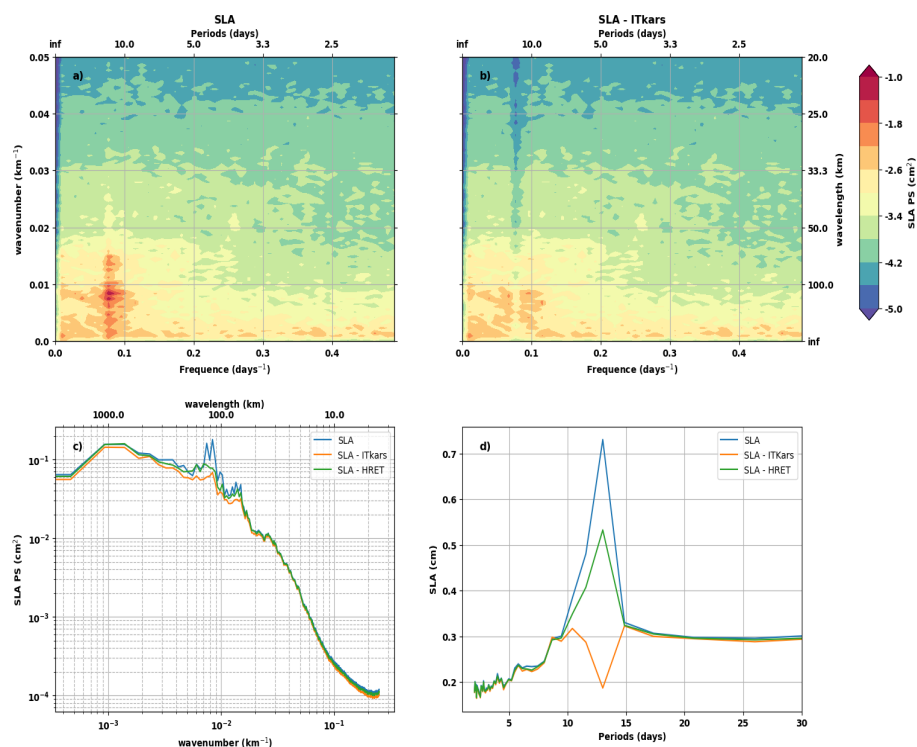 SLA
Periods (days)
inf 10.0 5.0 3.3 2.5
a)
wavenumber (km⁻¹)
0.05
0.04
0.03
0.02
0.01
0.0
0.0 0.1 0.2 0.3 0.4
Frequence (days⁻¹)
SLA - ITkars
Periods (days)
inf 10.0 5.0 3.3 2.5
b)
20.0
25.0
33.3
50.0
100.0
inf
wavelength (km)
0.0 0.1 0.2 0.3 0.4
Frequence (days⁻¹)
-1.0
-1.8
-2.6
-3.4
-4.2
-5.0
SLA PS (cm²)
wavelength (km)
1000.0 100.0 10.0
c)
SLA
SLA - ITkars
SLA - HRET
SLA PS (cm²)
10⁻¹
10⁻²
10⁻³
10⁻⁴
10⁻³ 10⁻² 10⁻¹
wavenumber (km⁻¹)
d)
SLA
SLA - ITkars
SLA - HRET
SLA (cm)
0.7
0.6
0.5
0.4
0.3
0.2
5 10 15 20 25 30
Periods (days)